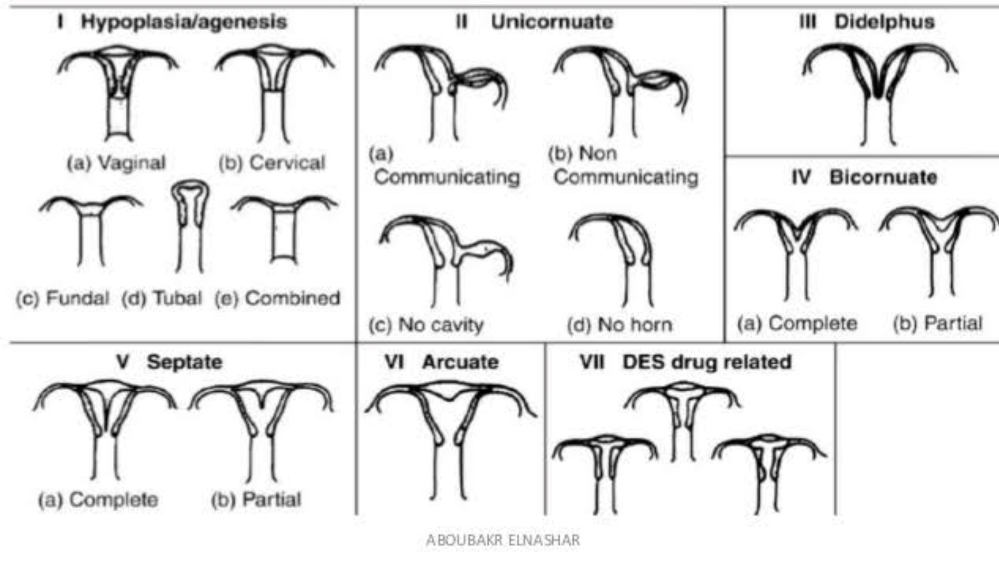 I Hypoplasia/agenesis
(a) Vaginal (b) Cervical
(c) Fundal (d) Tubal (e) Combined
II Unicornuate
(a)
Communicating
(b) Non
Communicating
(c) No cavity (d) No horn
III Didelphus
IV Bicornuate
(a) Complete (b) Partial
V Septate
(a) Complete (b) Partial
VI Arcuate
VII DES drug related
ABOUBAKR ELNASHAR